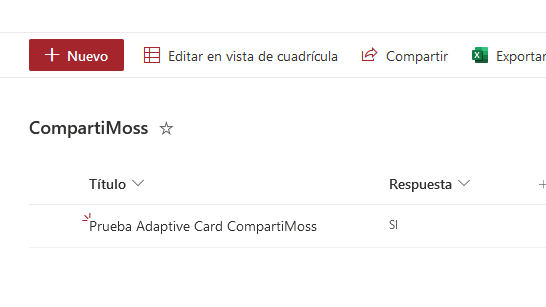 Nuevo Editar en vista de cuadrícula Compartir Exportar
CompartiMoss
Título Respuesta
Prueba Adaptive Card CompartiMoss SI